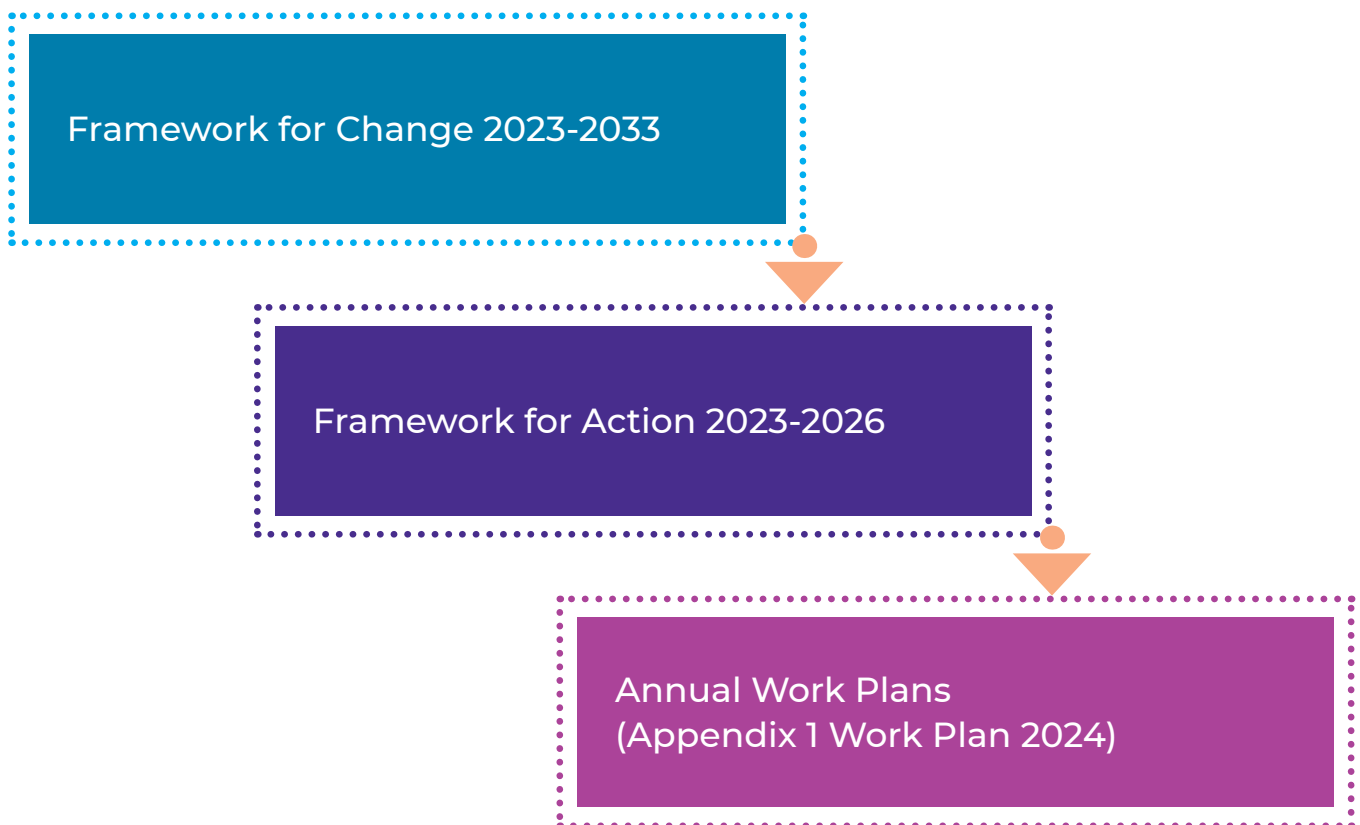 Framework for Change 2023-2033
Framework for Action 2023-2026
Annual Work Plans
(Appendix 1 Work Plan 2024)